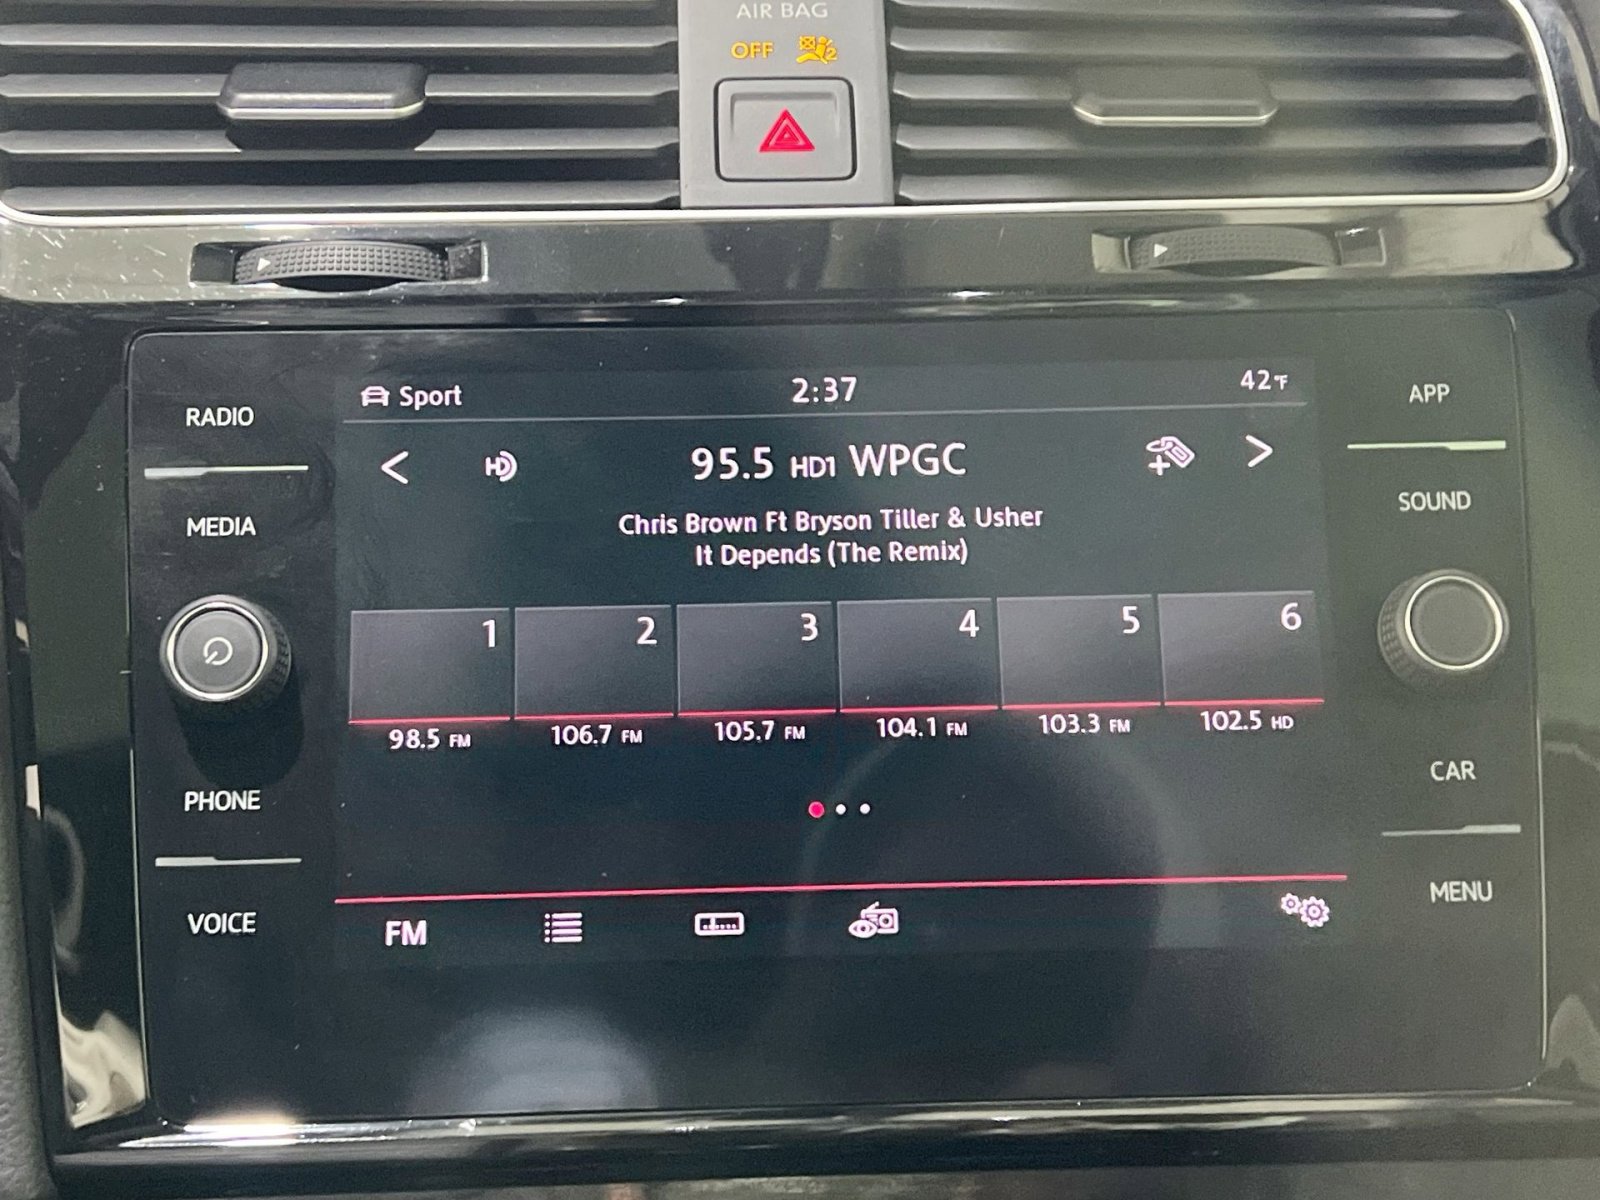 AIR BAG
OFF
Sport 2:37 42°F
RADIO
APP
HD 95.5 HD1 WPGC
SOUND
MEDIA
Chris Brown Ft Bryson Tiller & Usher
It Depends (The Remix)
1 2 3 4 5 6
98.5 FM 106.7 FM 105.7 FM 104.1 FM 103.3 FM 102.5 HD
PHONE
CAR
FM
VOICE
MENU